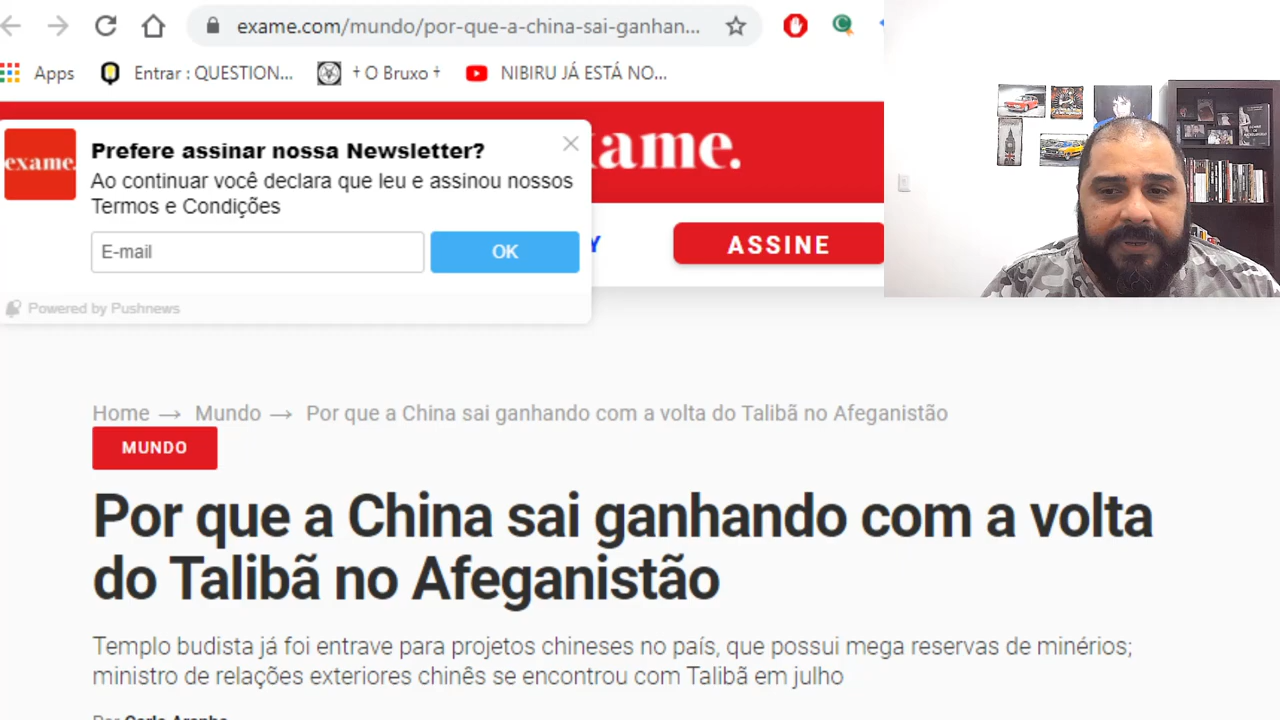 exame.com/mundo/por-que-a-china-sai-ganhan...
Apps
Entrar : QUESTION...
† O Bruxo †
NIBIRU JÁ ESTÁ NO...
exame.
Prefere assinar nossa Newsletter?
Ao continuar você declara que leu e assinou nossos
Termos e Condições
E-mail
OK
Powered by Pushnews
xame.
Y
ASSINE
Home → Mundo → Por que a China sai ganhando com a volta do Talibã no Afeganistão
MUNDO
Por que a China sai ganhando com a volta
do Talibã no Afeganistão
Templo budista já foi entrave para projetos chineses no país, que possui mega reservas de minérios;
ministro de relações exteriores chinês se encontrou com Talibã em julho